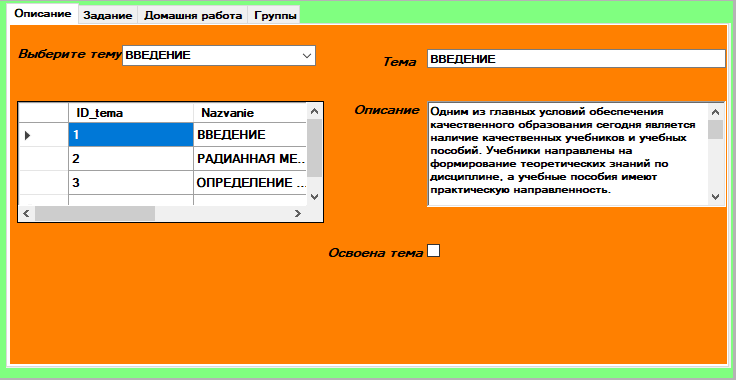 Описание Задание Домашня работа Группы
Выберите тему ВВЕДЕНИЕ
Тема ВВЕДЕНИЕ
ID_tema Nazvanie
1 ВВЕДЕНИЕ
2 РАДИАННАЯ МЕ...
3 ОПРЕДЕЛЕНИЕ ...
Описание
Одним из главных условий обеспечения
качественного образования сегодня является
наличие качественных учебников и учебных
пособий. Учебники направлены на
формирование теоретических знаний по
дисциплине, а учебные пособия имеют
практическую направленность.
Освоена тема